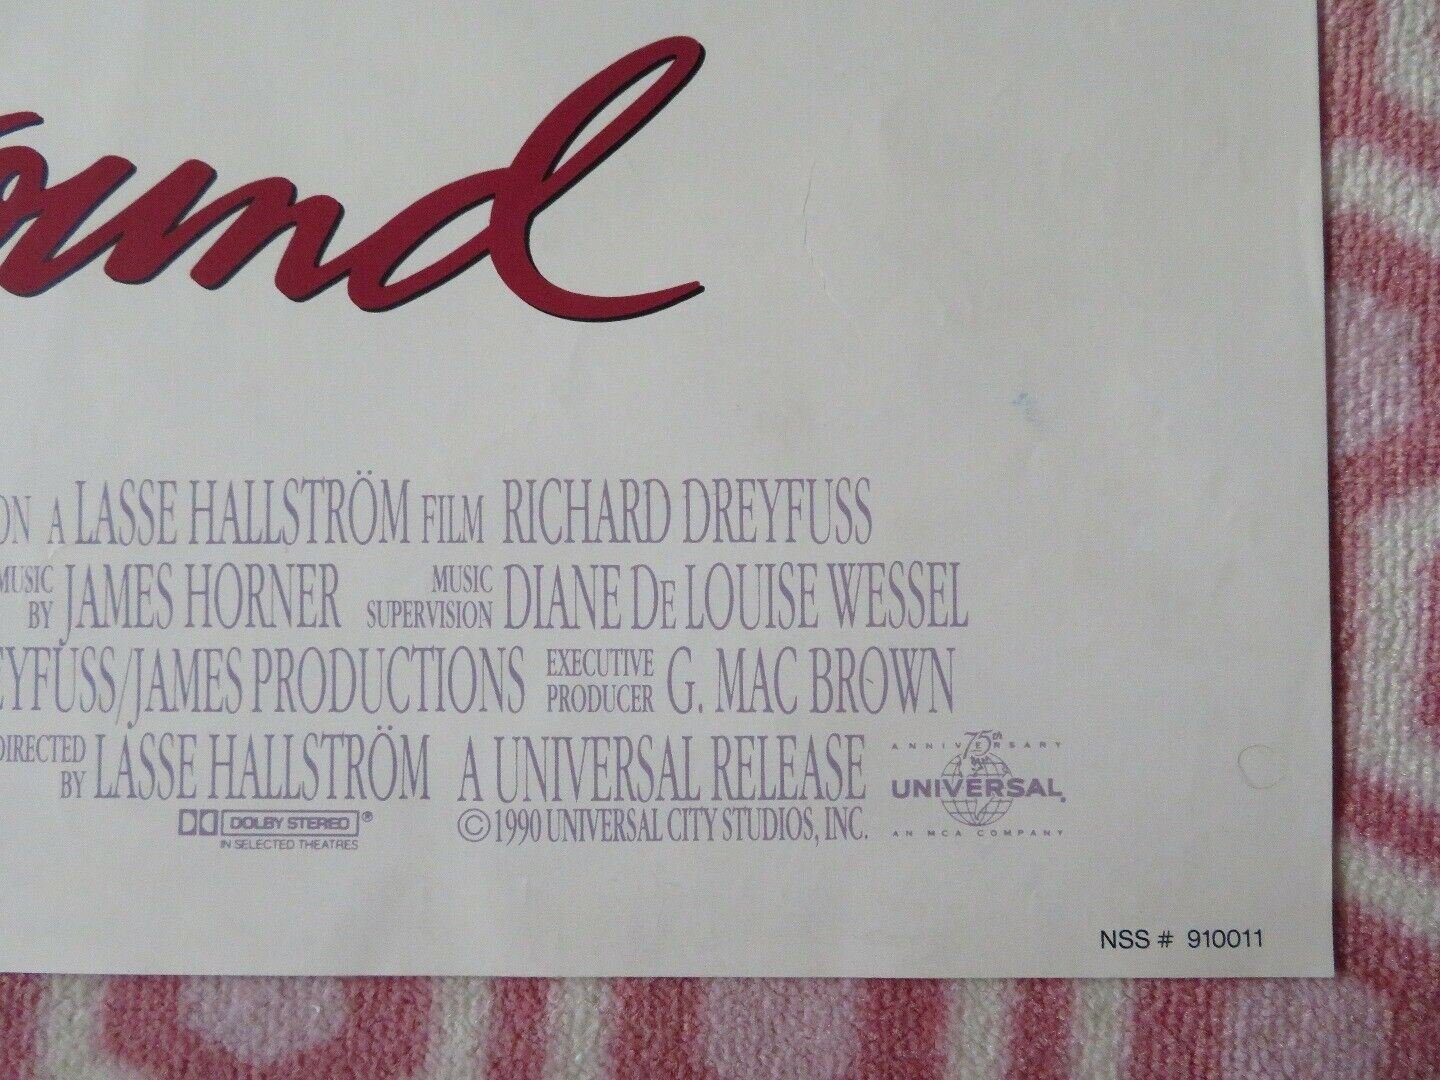 ound
ON A LASSE HALLSTRÖM FILM RICHARD DREYFUSS
MUSIC BY JAMES HORNER MUSIC SUPERVISION DIANE DE LOUISE WESSEL
EYFUSS/JAMES PRODUCTIONS EXECUTIVE PRODUCER G. MAC BROWN
DIRECTED BY LASSE HALLSTRÖM A UNIVERSAL RELEASE
DOLBY STEREO ®
IN SELECTED THEATRES
© 1990 UNIVERSAL CITY STUDIOS, INC.
75th
ANNIVERSARY
UNIVERSAL
AN MCA COMPANY
NSS # 910011